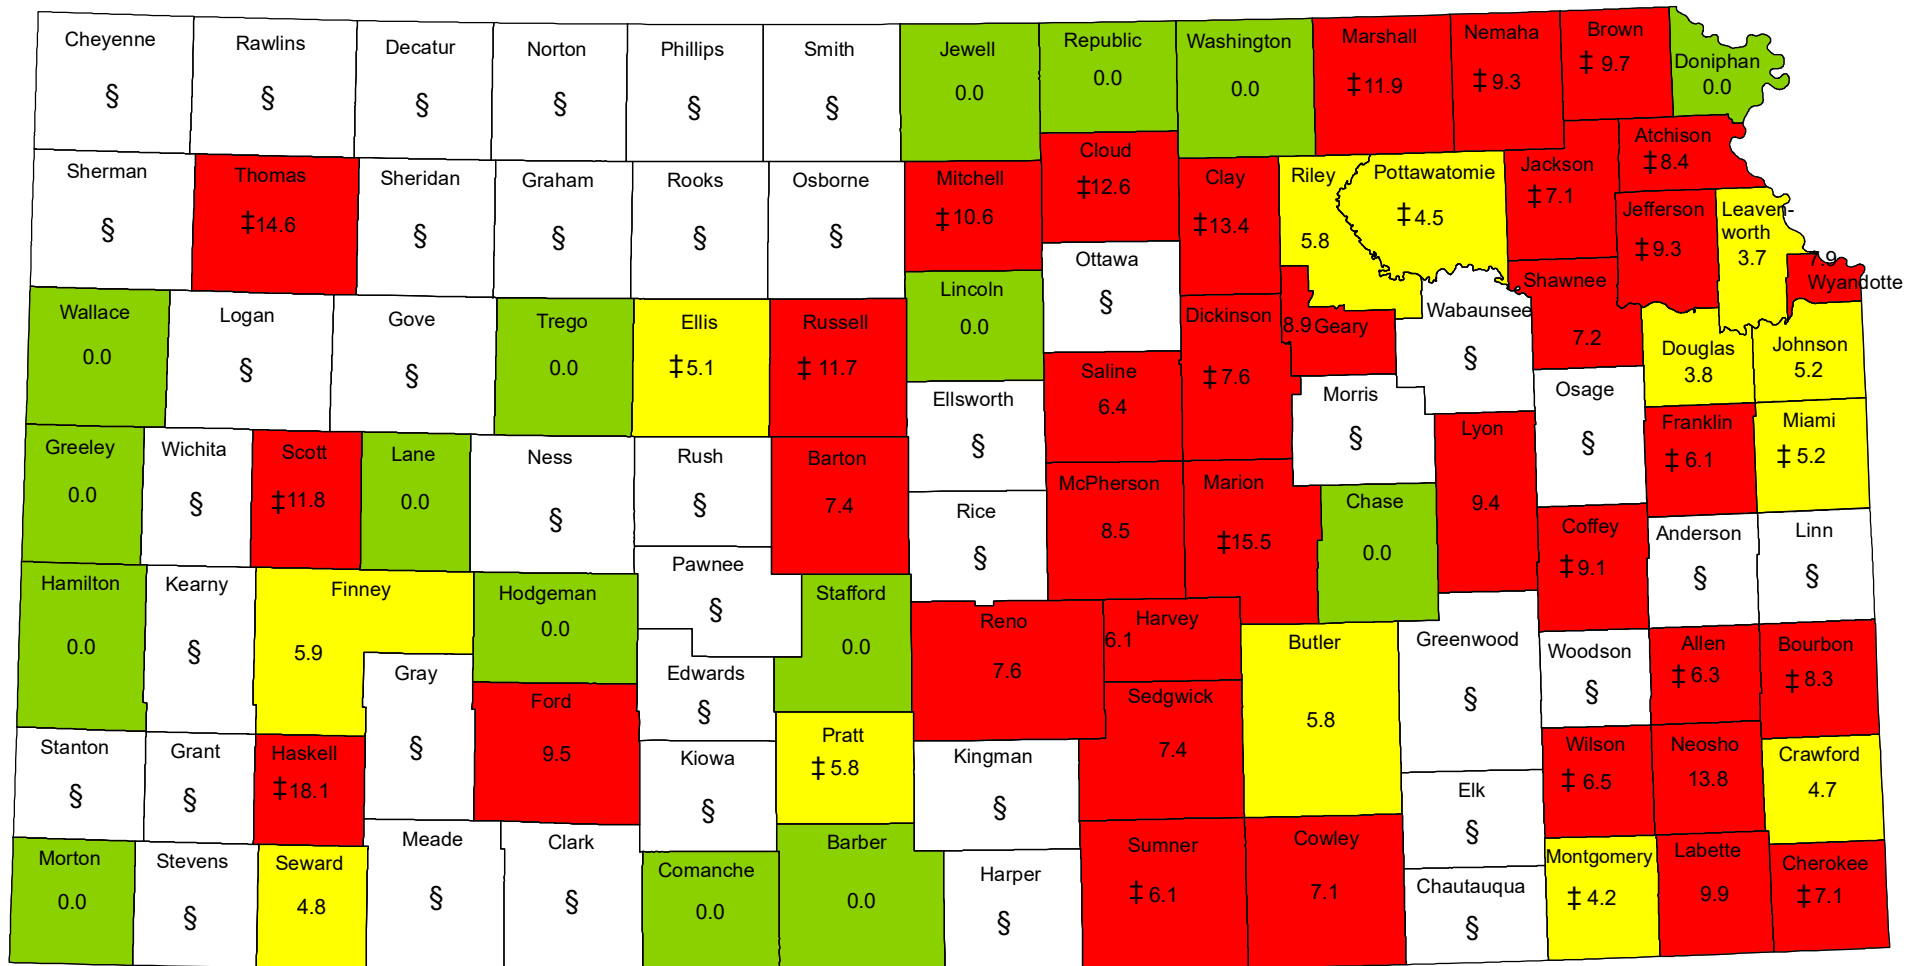 Cheyenne
§
Rawlins
§
Decatur
§
Norton
§
Phillips
§
Smith
§
Jewell
0.0
Republic
0.0
Washington
0.0
Marshall
‡11.9
Nemaha
‡ 9.3
Brown
‡ 9.7
Doniphan
0.0
Sherman
§
Thomas
‡14.6
Sheridan
§
Graham
§
Rooks
§
Osborne
§
Mitchell
‡10.6
Cloud
‡12.6
Clay
‡13.4
Riley
5.8
Pottawatomie
‡ 4.5
Jackson
‡ 7.1
Atchison
‡ 8.4
Jefferson
‡ 9.3
Leaven-
worth
3.7
7.9
Wyandotte
Wallace
0.0
Logan
§
Gove
§
Trego
0.0
Ellis
‡ 5.1
Russell
‡ 11.7
Lincoln
0.0
Ottawa
§
Dickinson
‡ 7.6
8.9 Geary
Wabaunsee
§
Shawnee
7.2
Douglas
3.8
Johnson
5.2
Ellsworth
§
Saline
6.4
Morris
§
Osage
§
Franklin
‡ 6.1
Miami
‡ 5.2
Greeley
0.0
Wichita
§
Scott
‡11.8
Lane
0.0
Ness
§
Rush
§
Barton
7.4
Rice
§
McPherson
8.5
Marion
‡15.5
Chase
0.0
Lyon
9.4
Coffey
‡ 9.1
Anderson
§
Linn
§
Hamilton
0.0
Kearny
§
Finney
5.9
Hodgeman
0.0
Pawnee
§
Stafford
0.0
Reno
7.6
Harvey
6.1
Butler
5.8
Greenwood
§
Woodson
§
Allen
‡ 6.3
Bourbon
‡ 8.3
Gray
§
Ford
9.5
Edwards
§
Pratt
‡ 5.8
Sedgwick
7.4
Stanton
§
Grant
§
Haskell
‡18.1
Kiowa
§
Kingman
§
Elk
§
Wilson
‡ 6.5
Neosho
13.8
Crawford
4.7
Morton
0.0
Stevens
§
Seward
4.8
Meade
§
Clark
§
Comanche
0.0
Barber
0.0
Harper
§
Sumner
‡ 6.1
Cowley
7.1
Chautauqua
§
Montgomery
‡ 4.2
Labette
9.9
Cherokee
‡ 7.1